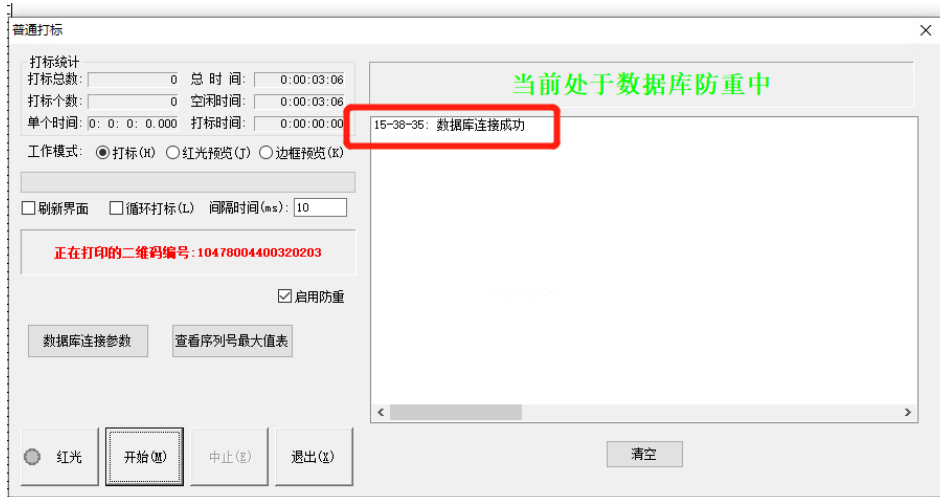 普通打标
打标统计
打标总数: 0 总 时 间: 0:00:03:06
打标个数: 0 空闲时间: 0:00:03:06
单个时间: 0: 0: 0: 0.000 打标时间: 0:00:00:00
工作模式: 打标(H) 红光预览(J) 边框预览(K)
刷新界面 循环打标(L) 间隔时间(ms): 10
正在打印的二维码编号:10478004400320203
启用防重
数据库连接参数 查看序列号最大值表
红光 开始(M) 中止(E) 退出(X)
当前处于数据库防重中
15-38-35: 数据库连接成功
清空